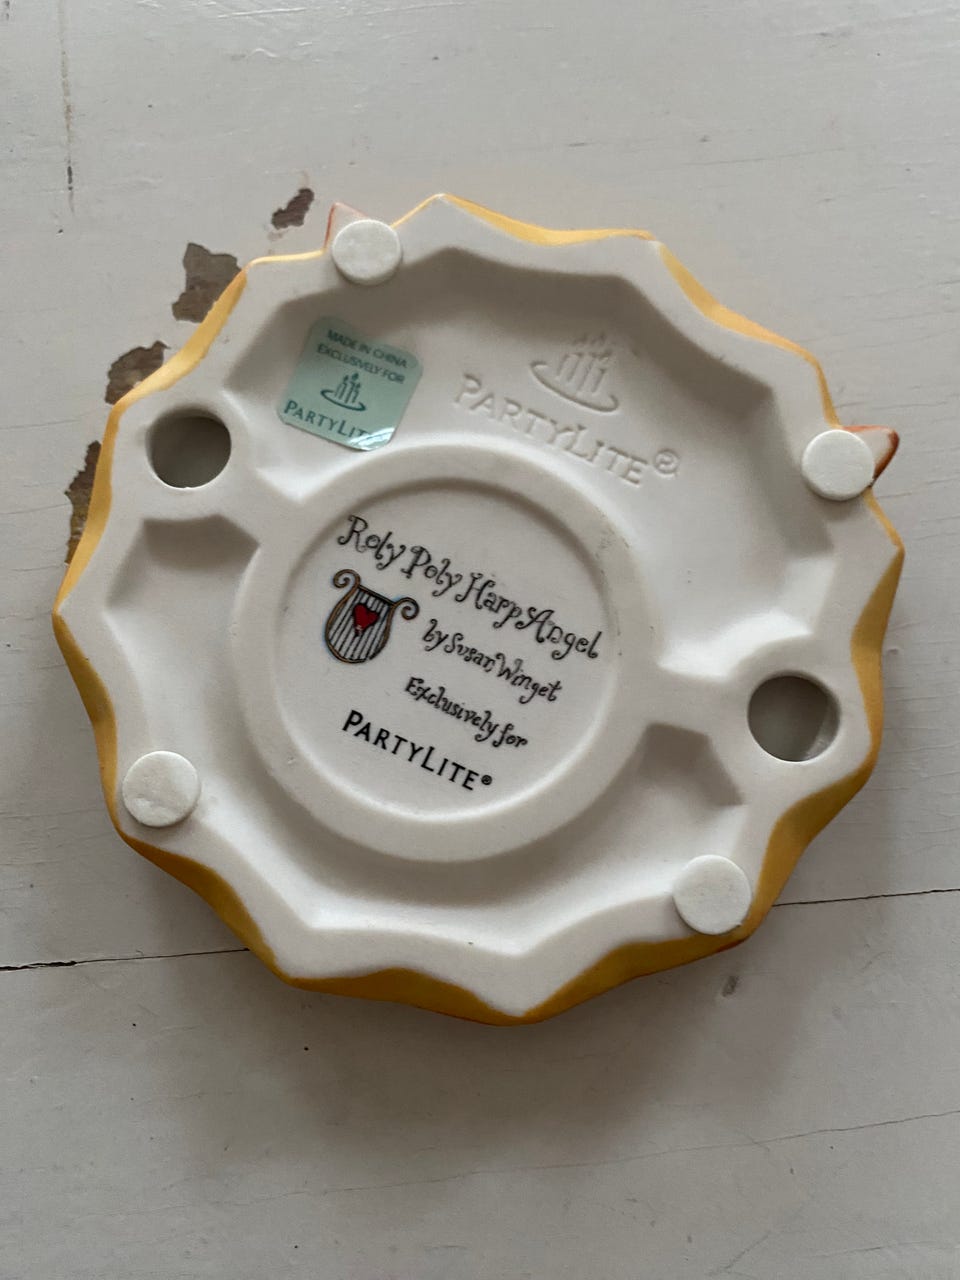 MADE IN CHINA
EXCLUSIVELY FOR
PARTYLITE
PARTYLITE®
Roly Poly Harp Angel
by Susan Winget
Exclusively for
PARTYLITE®